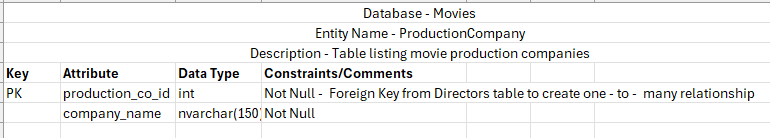 Database - Movies
Entity Name - ProductionCompany
Description - Table listing movie production companies
Key Attribute Data Type Constraints/Comments
PK production_co_id int Not Null -  Foreign Key from Directors table to create one - to -  many relationship
company_name nvarchar(150) Not Null